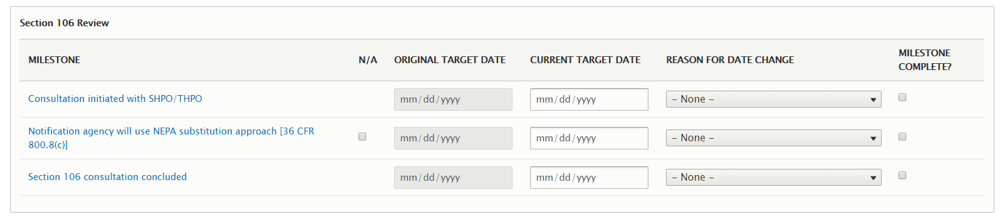 Section 106 Review
MILESTONE N/A ORIGINAL TARGET DATE CURRENT TARGET DATE REASON FOR DATE CHANGE MILESTONE COMPLETE?
Consultation initiated with SHPO/THPO mm/dd/yyyy mm/dd/yyyy - None -
Notification agency will use NEPA substitution approach [36 CFR
800.8(c)] mm/dd/yyyy mm/dd/yyyy - None -
Section 106 consultation concluded mm/dd/yyyy mm/dd/yyyy - None -